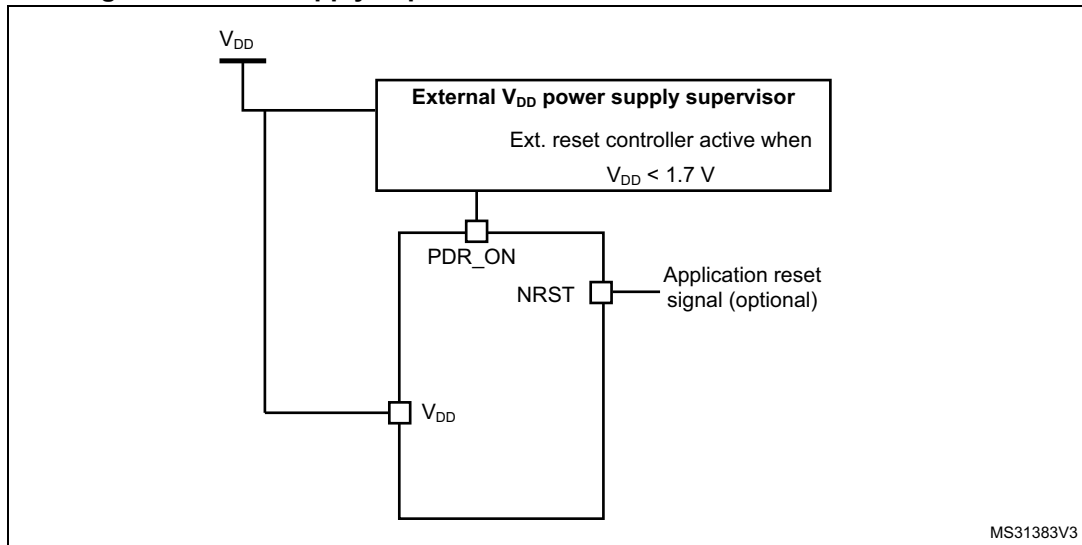 V_DD
External V_DD power supply supervisor
Ext. reset controller active when
V_DD < 1.7 V
PDR_ON
NRST
Application reset
signal (optional)
V_DD
MS31383V3